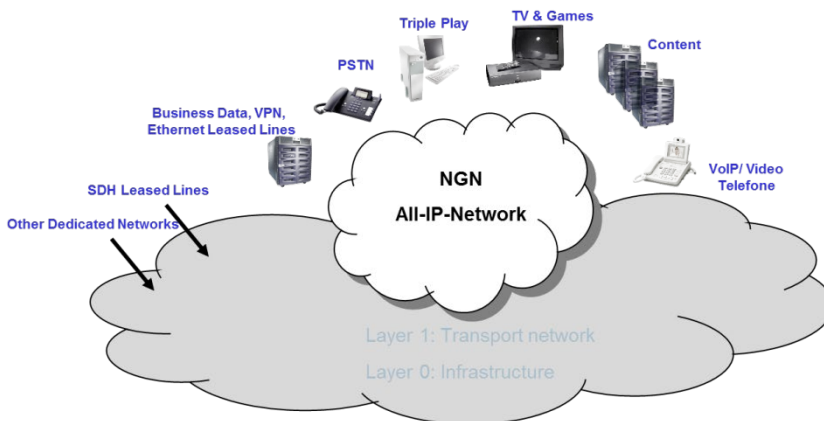 TV & Games
Triple Play
Content
PSTN
Business Data, VPN,
Ethernet Leased Lines
VoIP/ Video
Telefone
NGN
All-IP-Network
SDH Leased Lines
Other Dedicated Networks
Layer 1: Transport network
Layer 0: Infrastructure